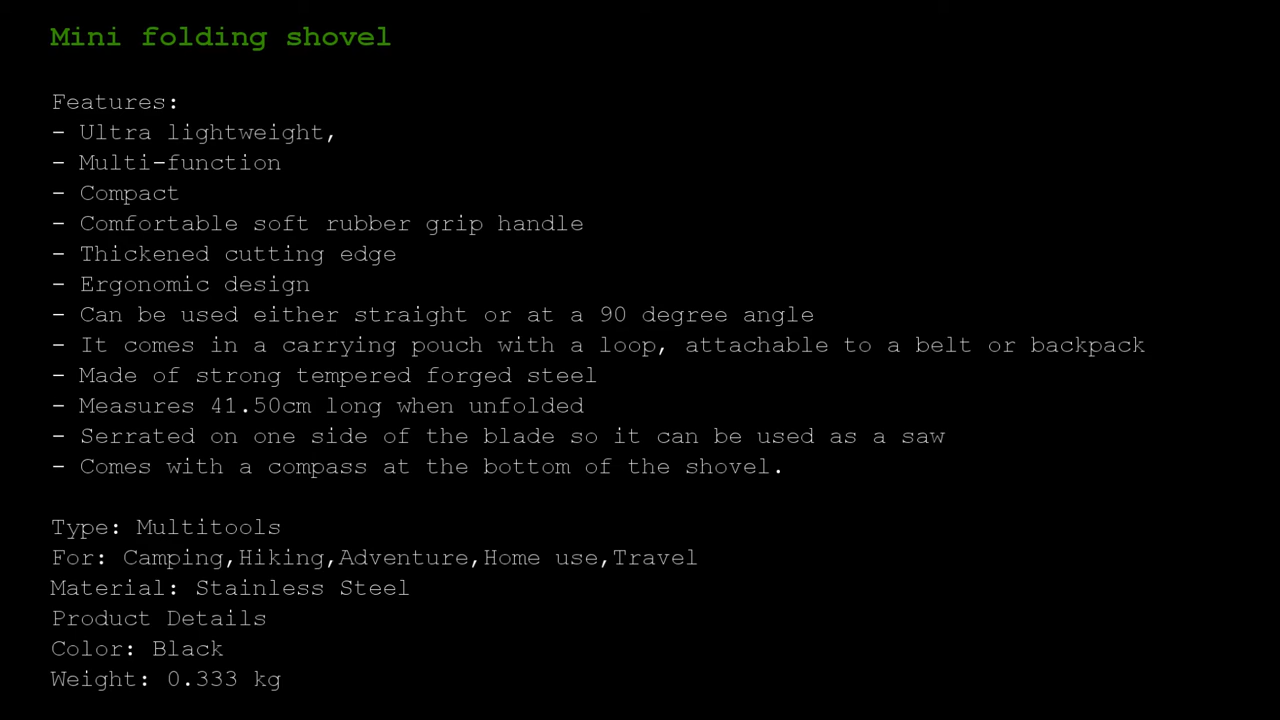 Mini folding shovel
Features:
- Ultra lightweight,
- Multi-function
- Compact
- Comfortable soft rubber grip handle
- Thickened cutting edge
- Ergonomic design
- Can be used either straight or at a 90 degree angle
- It comes in a carrying pouch with a loop, attachable to a belt or backpack
- Made of strong tempered forged steel
- Measures 41.50cm long when unfolded
- Serrated on one side of the blade so it can be used as a saw
- Comes with a compass at the bottom of the shovel.
Type: Multitools
For: Camping,Hiking,Adventure,Home use,Travel
Material: Stainless Steel
Product Details
Color: Black
Weight: 0.333 kg